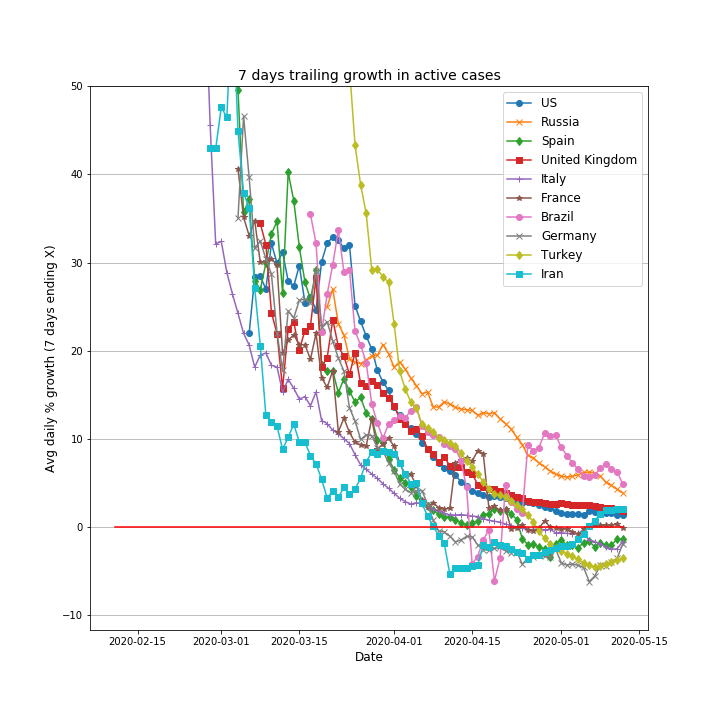 7 days trailing growth in active cases
US
Russia
Spain
United Kingdom
Italy
France
Brazil
Germany
Turkey
Iran
Avg daily % growth (7 days ending X)
50
40
30
20
10
0
−10
2020-02-15
2020-03-01
2020-03-15
2020-04-01
2020-04-15
2020-05-01
2020-05-15
Date